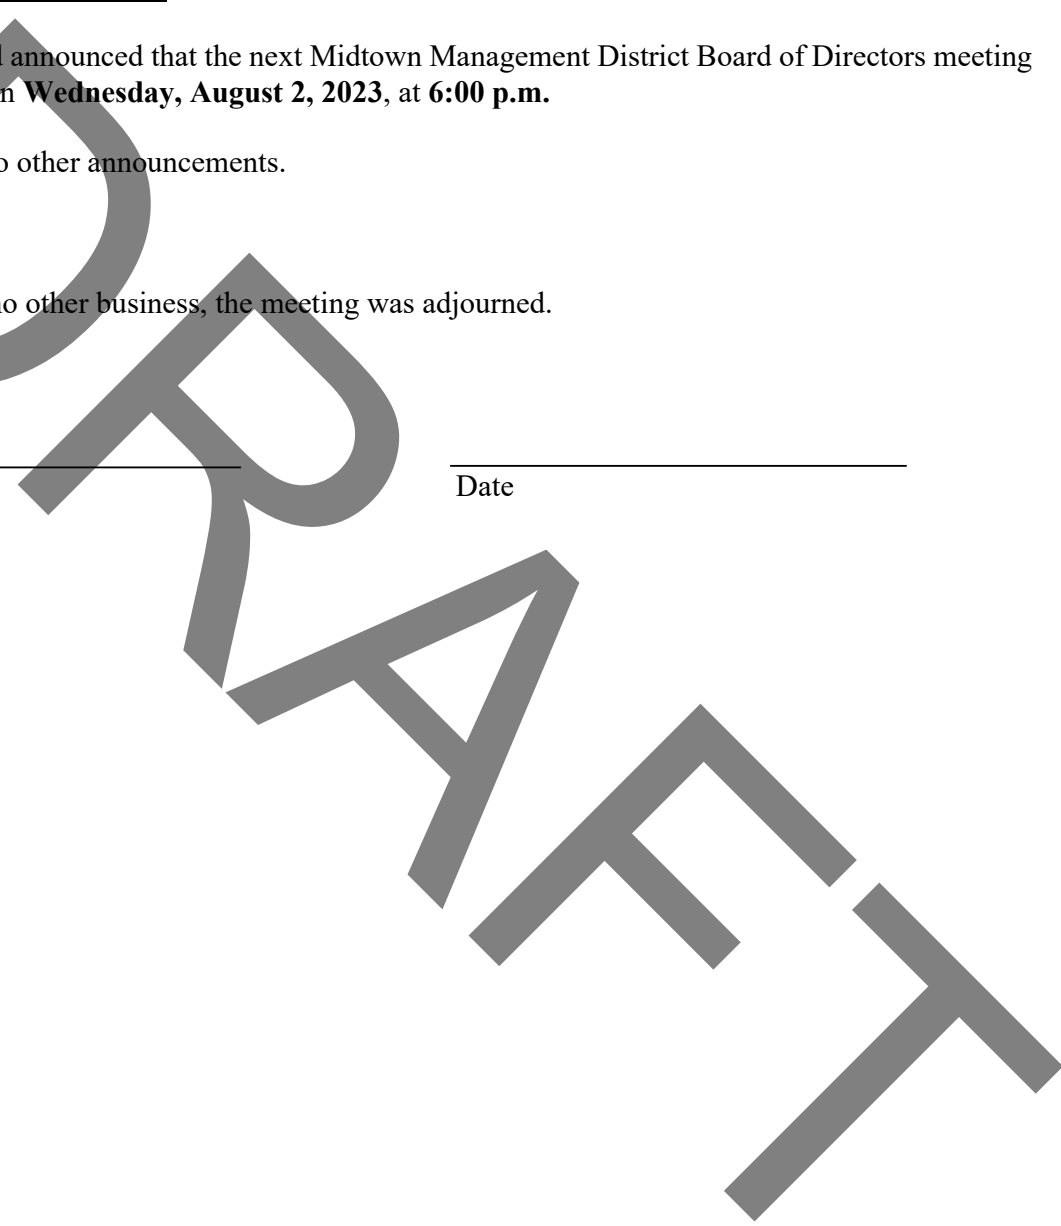 announced that the next Midtown Management District Board of Directors meeting
Wednesday, August 2, 2023, at 6:00 p.m.
other announcements.
no other business, the meeting was adjourned.
Date
DRAFT